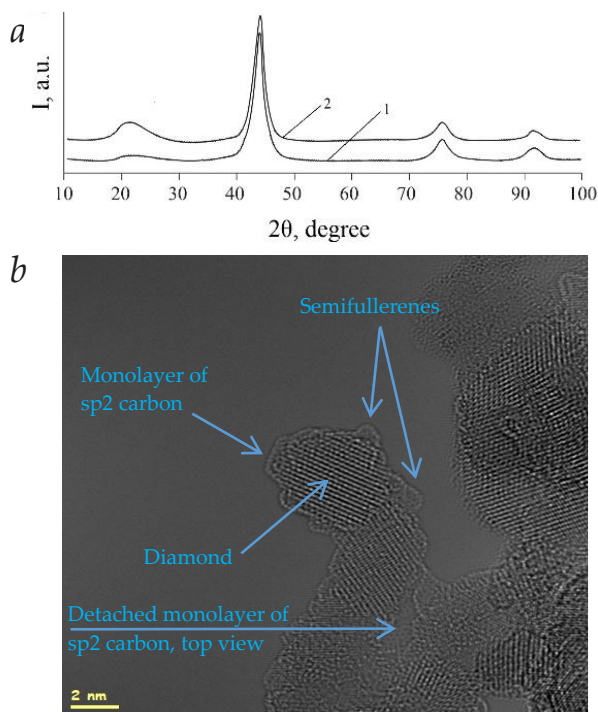 a
I, a.u.
2
1
10 20 30 40 50 60 70 80 90 100
2θ, degree
b
Semifullerenes
Monolayer of
sp2 carbon
Diamond
Detached monolayer of
sp2 carbon, top view
2 nm